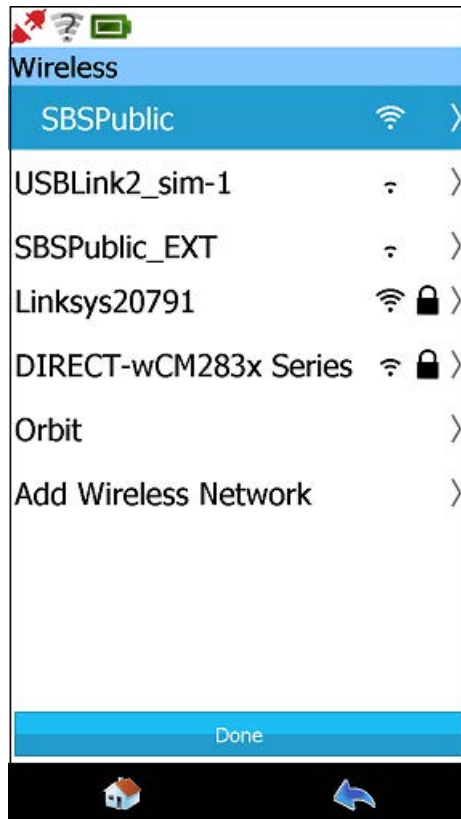 Wireless
SBSPublic
USBLink2_sim-1
SBSPublic_EXT
Linksys20791
DIRECT-wCM283x Series
Orbit
Add Wireless Network
Done